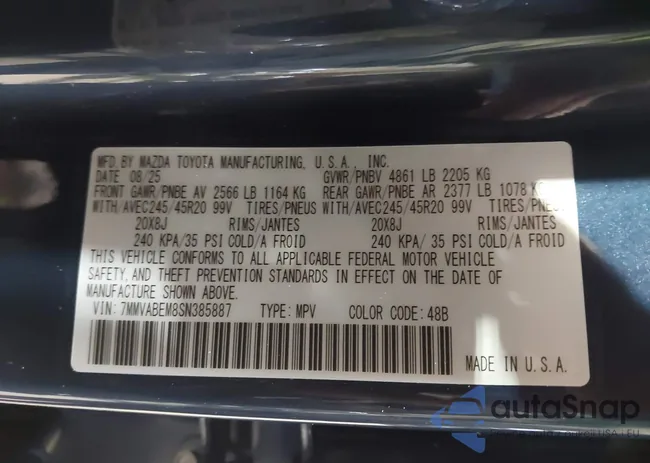 MFD. BY MAZDA TOYOTA MANUFACTURING, U.S.A., INC.
DATE 08/25 GVWR/PNBV 4861 LB 2205 KG
FRONT GAWR/PNBE AV 2566 LB 1164 KG REAR GAWR/PNBE AR 2377 LB 1078 KG
WITH/AVEC245/45R20 99V TIRES/PNEUS WITH/AVEC245/45R20 99V TIRES/PNEUS
20X8J RIMS/JANTES 20X8J RIMS/JANTES
240 KPA/35 PSI COLD/A FROID 240 KPA/ 35 PSI COLD/A FROID
THIS VEHICLE CONFORMS TO ALL APPLICABLE FEDERAL MOTOR VEHICLE
SAFETY, AND THEFT PREVENTION STANDARDS IN EFFECT ON THE DATE OF
MANUFACTURE SHOWN ABOVE.
VIN: 7MMVABEM8SN385887 TYPE: MPV COLOR CODE: 48B
MADE IN U.S.A.
autaSnap